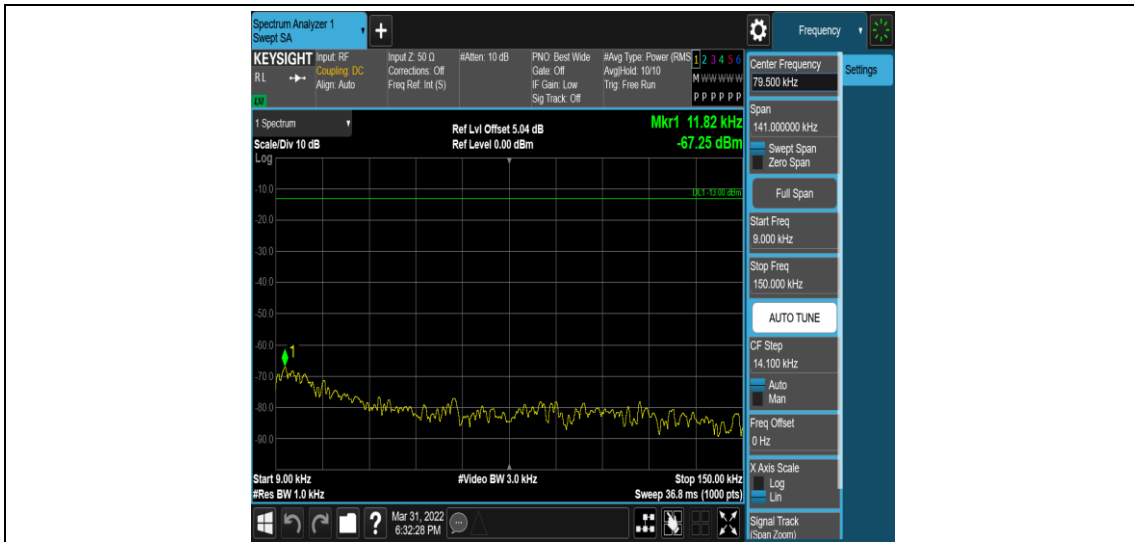 Spectrum Analyzer 1
Swept SA
+
Frequency
KEYSIGHT
RL
Input: RF
Coupling: DC
Align: Auto
Input Z: 50 Ω
Corrections: Off
Freq Ref: Int (S)
#Atten: 10 dB
PNO: Best Wide
Gate: Off
IF Gain: Low
Sig Track: Off
#Avg Type: Power (RMS
Avg|Hold: 10/10
Trig: Free Run
1 2 3 4 5 6
M W W W W W
P P P P P P
1 Spectrum
Scale/Div 10 dB
Log
Ref Lvl Offset 5.04 dB
Ref Level 0.00 dBm
Mkr1 11.82 kHz
-67.25 dBm
DL1 -13.00 dBm
-10.0
-20.0
-30.0
-40.0
-50.0
-60.0
1
-70.0
-80.0
-90.0
Start 9.00 kHz
#Res BW 1.0 kHz
#Video BW 3.0 kHz
Stop 150.00 kHz
Sweep 36.8 ms (1000 pts)
Center Frequency
79.500 kHz
Settings
Span
141.000000 kHz
Swept Span
Zero Span
Full Span
Start Freq
9.000 kHz
Stop Freq
150.000 kHz
AUTO TUNE
CF Step
14.100 kHz
Auto
Man
Freq Offset
0 Hz
X Axis Scale
Log
Lin
Signal Track
(Span Zoom)
?
Mar 31, 2022
6:32:28 PM